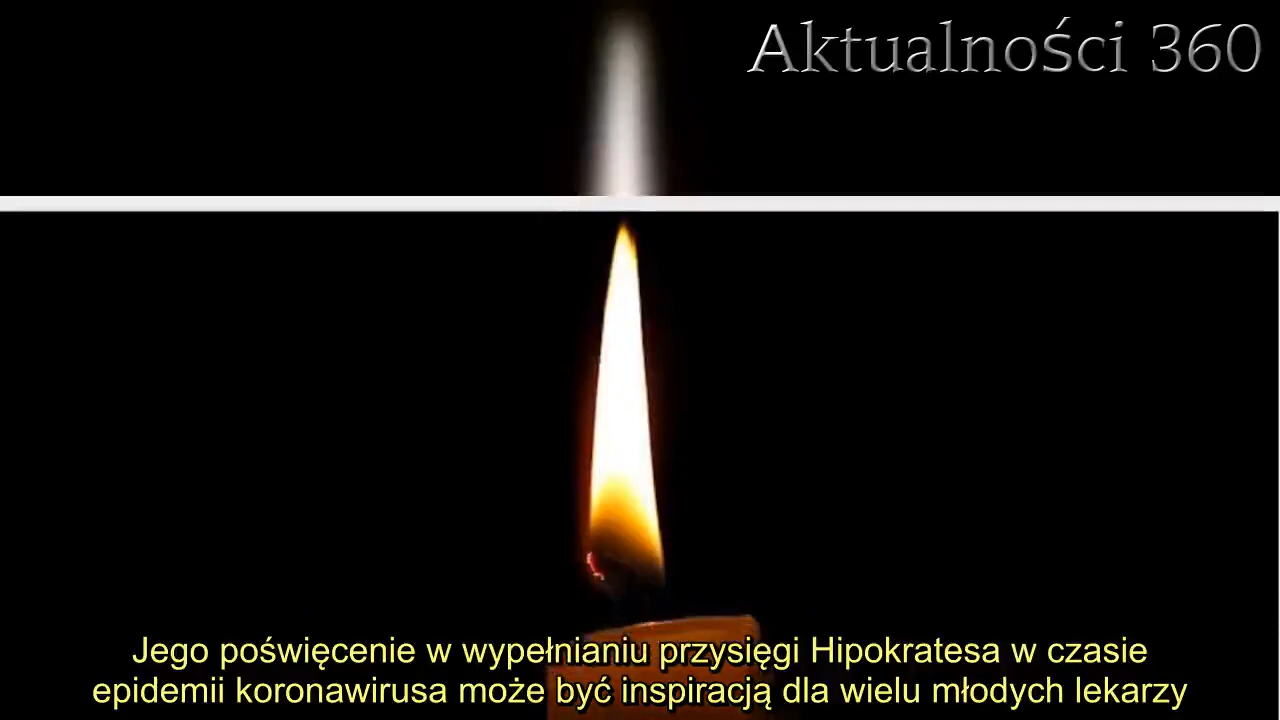 Aktualności 360
Jego poświęcenie w wypełnianiu przysięgi Hipokratesa w czasie
epidemii koronawirusa może być inspiracją dla wielu młodych lekarzy